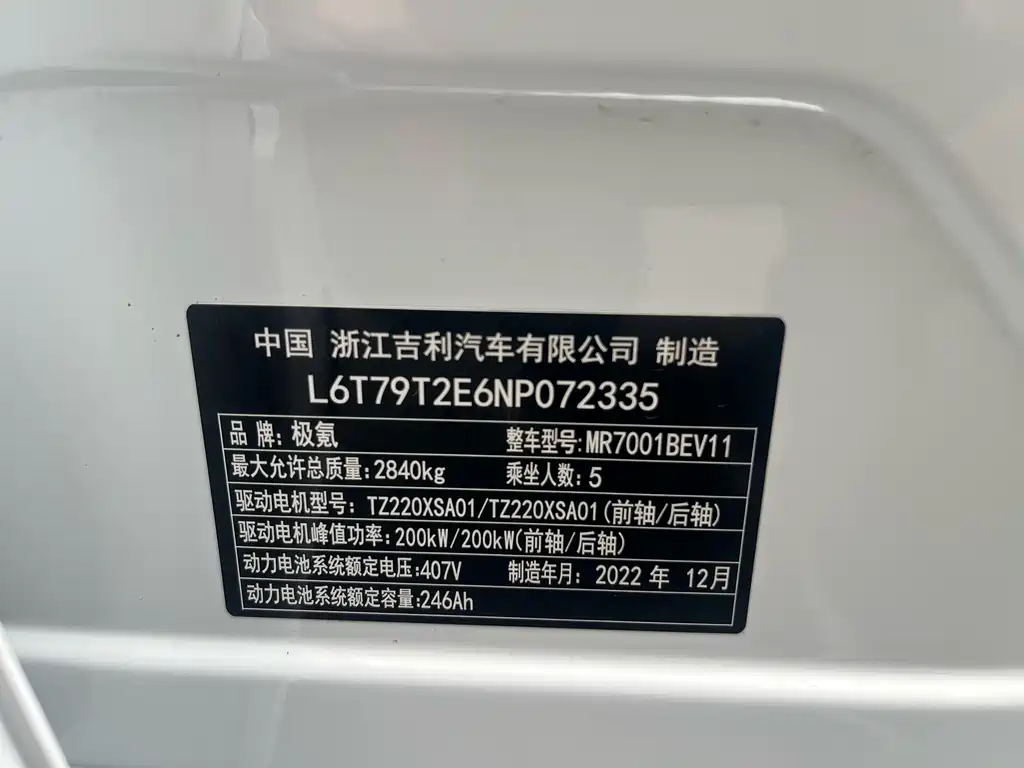 中国 浙江吉利汽车有限公司 制造
L6T79T2E6NP072335
品 牌: 极氪 整车型号:MR7001BEV11
最大允许总质量:2840kg 乘坐人数: 5
驱动电机型号: TZ220XSA01/TZ220XSA01(前轴/后轴)
驱动电机峰值功率:200kW/200kW(前轴/后轴)
动力电池系统额定电压:407V 制造年月: 2022 年 12月
动力电池系统额定容量:246Ah